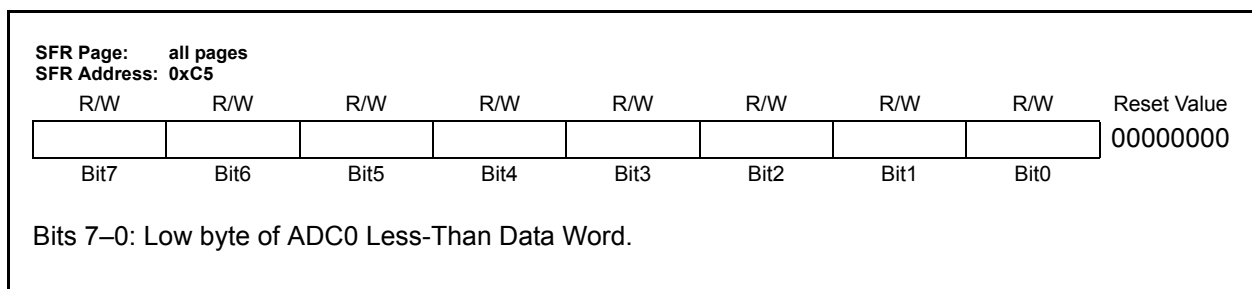 SFR Page: all pages
SFR Address: 0xC5
R/W R/W R/W R/W R/W R/W R/W R/W Reset Value
00000000
Bit7 Bit6 Bit5 Bit4 Bit3 Bit2 Bit1 Bit0
Bits 7–0: Low byte of ADC0 Less-Than Data Word.